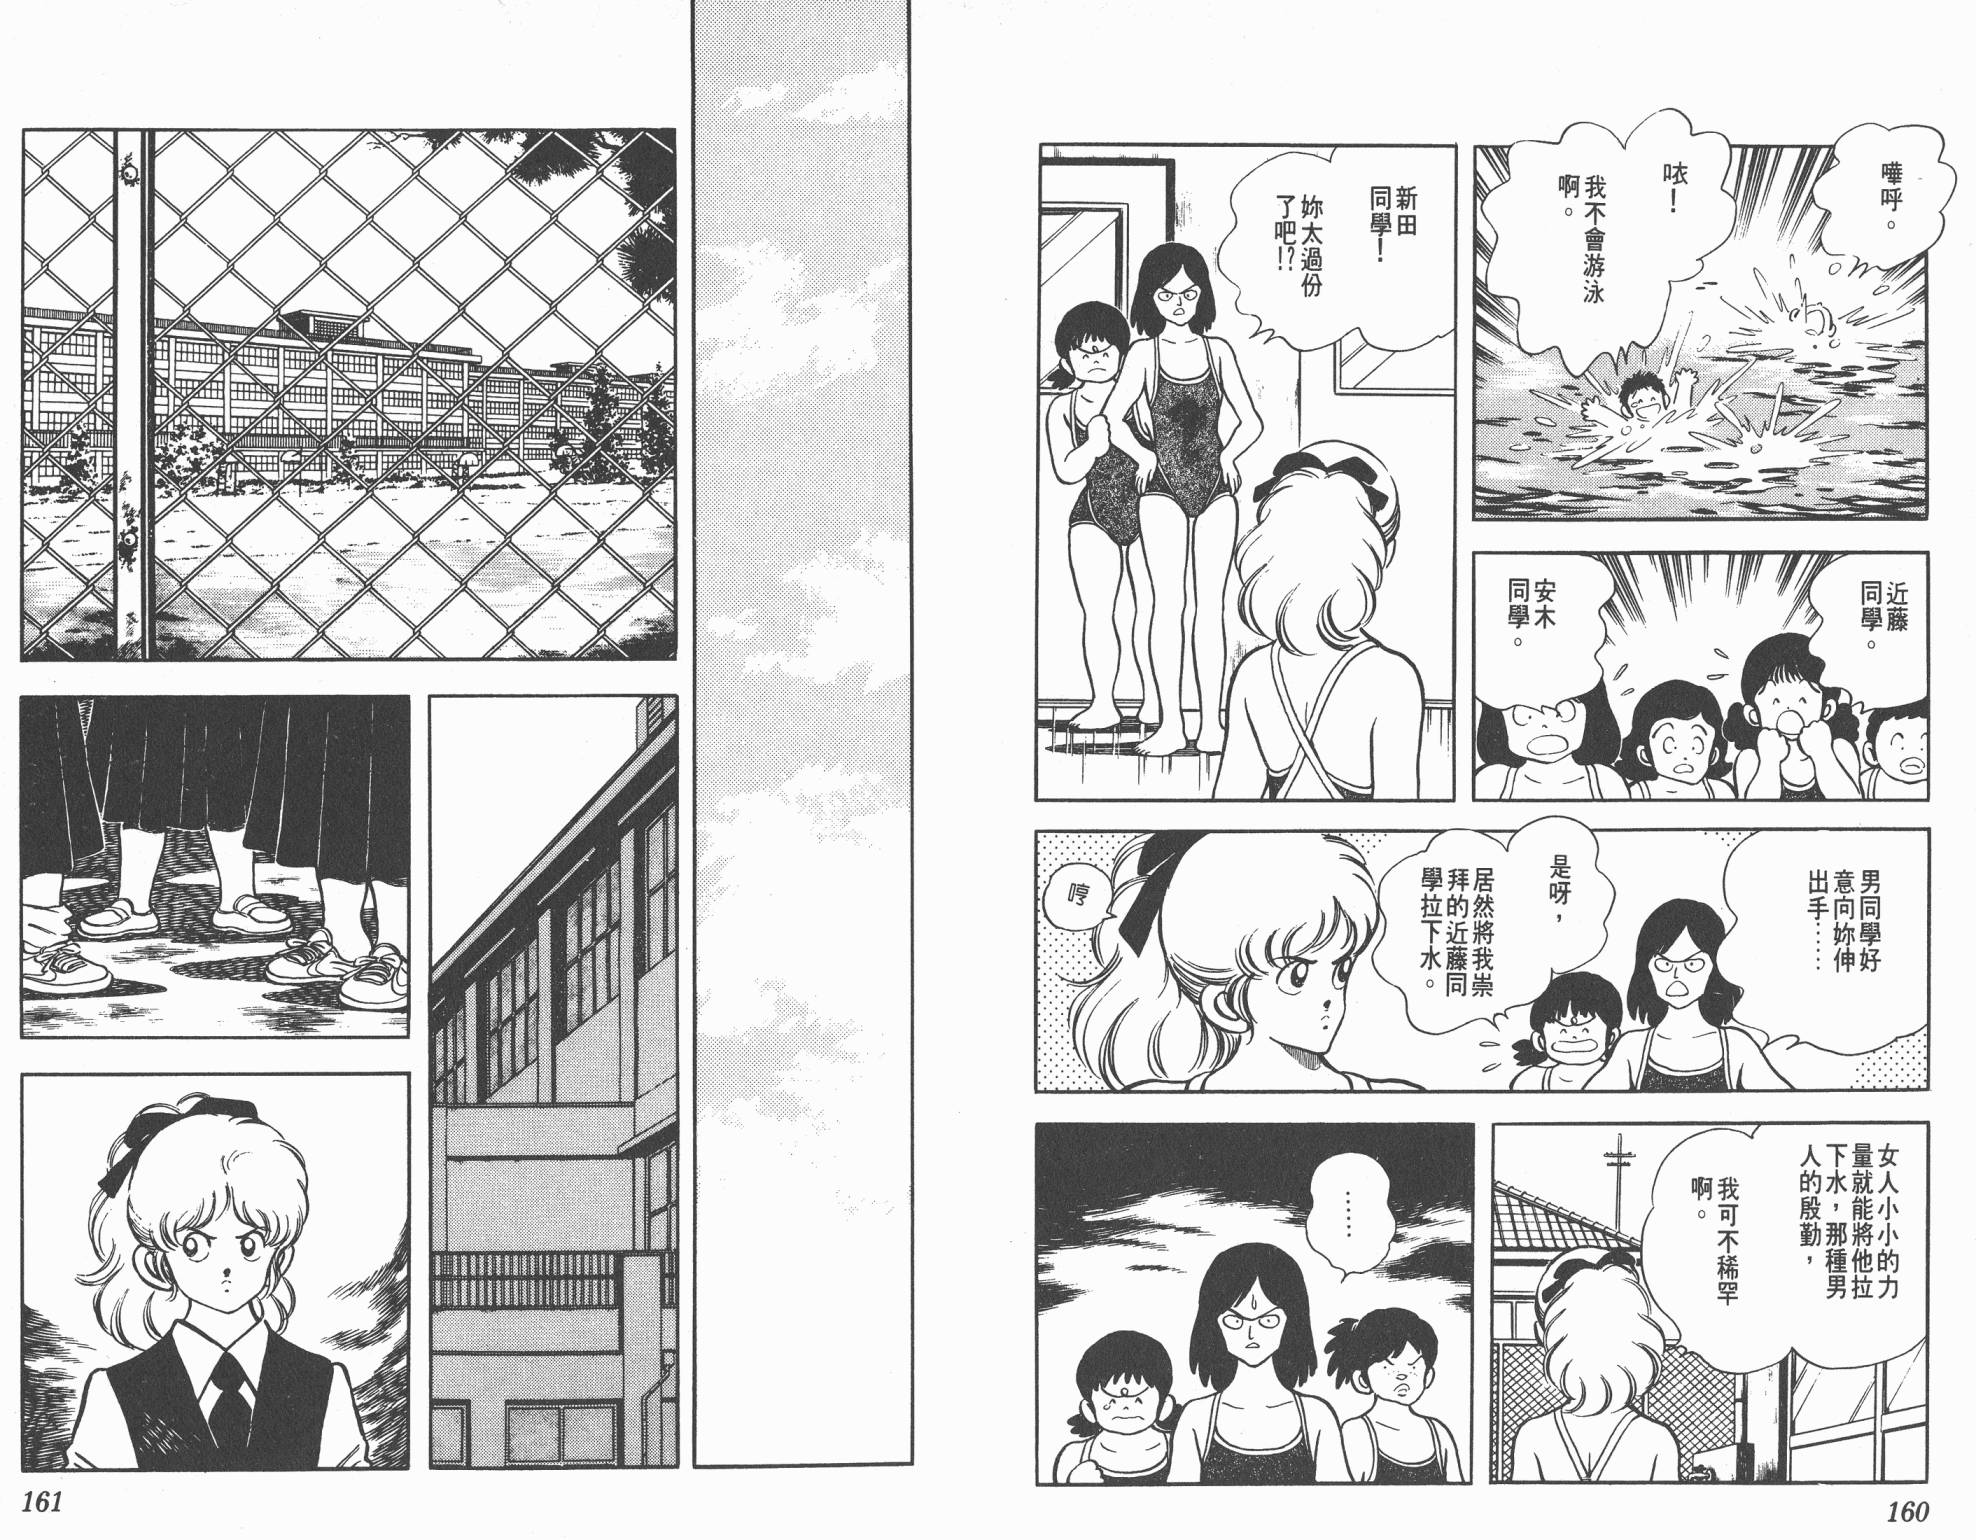 嘩呼。
哝！
我不會游泳
啊。
近藤
同學。
安木
同學。
新田
同學！
妳太過份
了吧!?
男同學好
意向妳伸
出手……
是呀，
居然將我崇
拜的近藤同
學拉下水。
哼
女人小小的力
量就能將他拉
下水，那種男
人的殷勤，
我可不稀罕
啊。
……
160
161